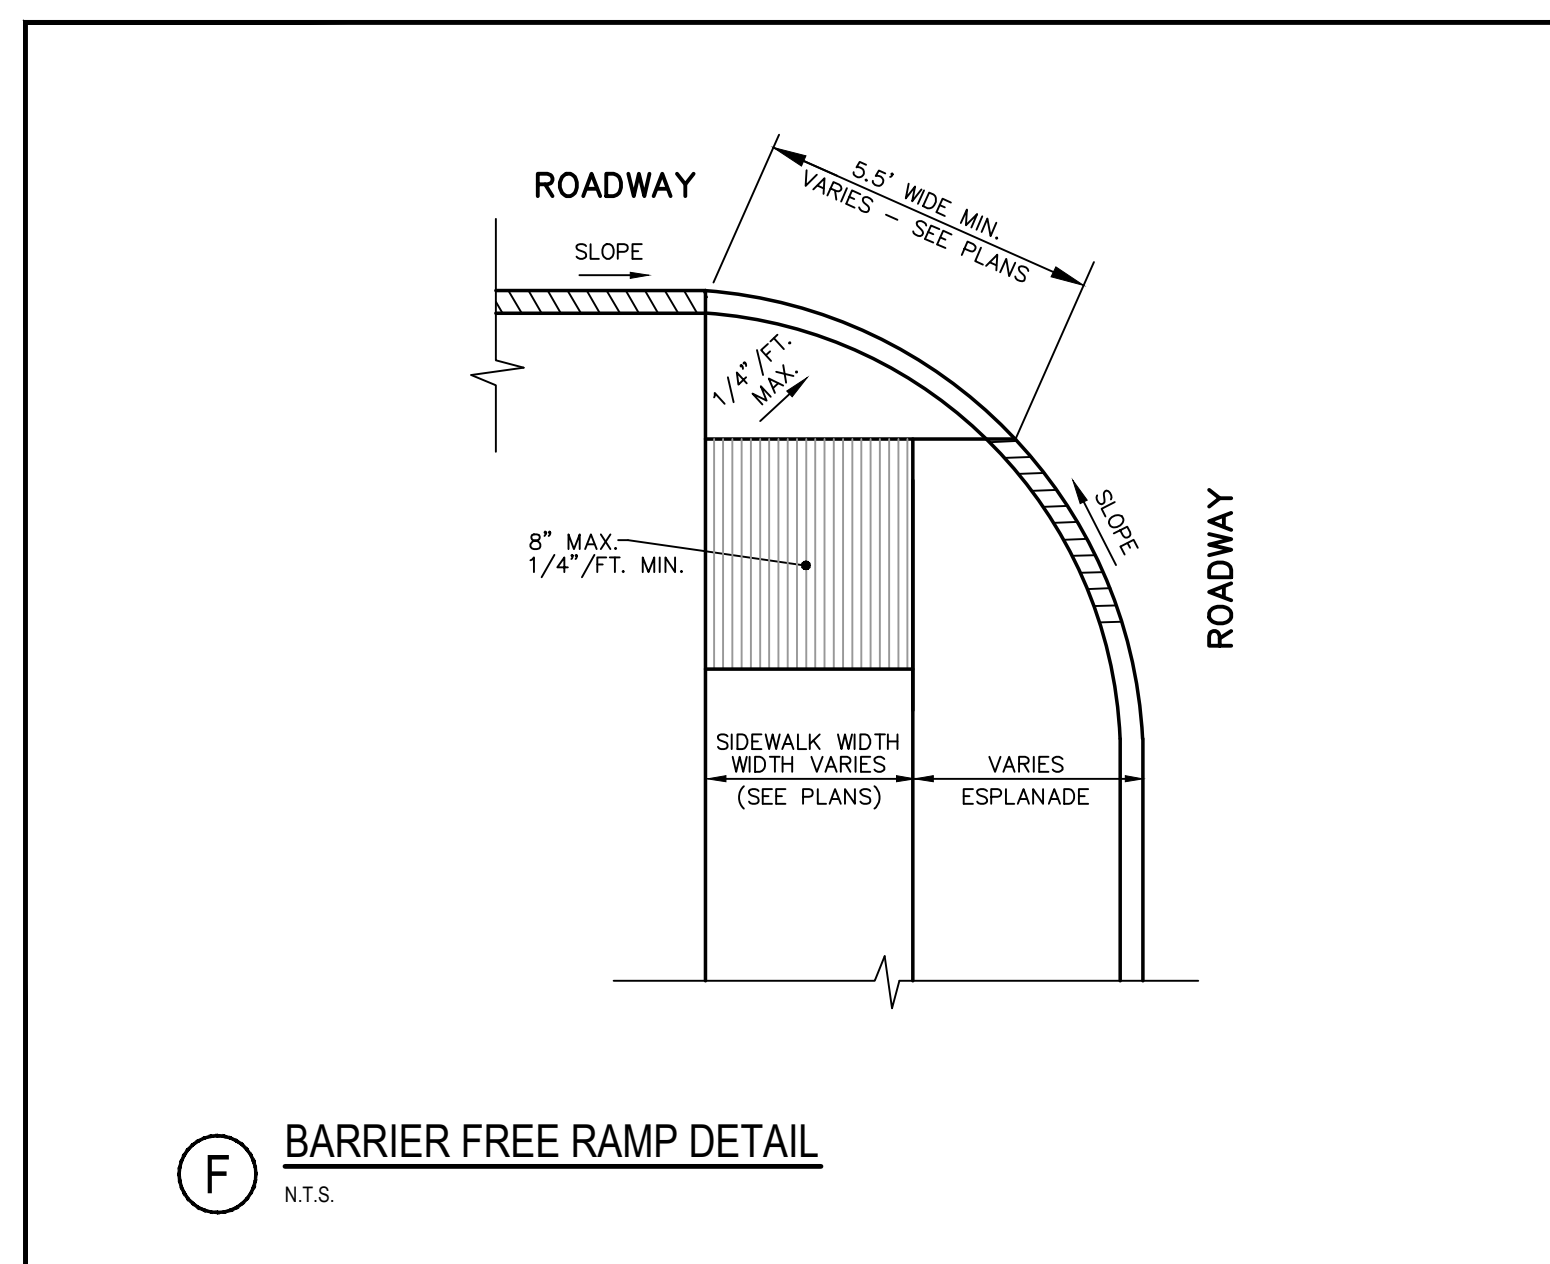 ROADWAY
SLOPE
5.5' WIDE MIN.
VARIES - SEE PLANS
1/4"/FT.
MAX.
SLOPE
ROADWAY
8" MAX.
1/4"/FT. MIN.
SIDEWALK WIDTH
WIDTH VARIES
(SEE PLANS)
VARIES
ESPLANADE
F
BARRIER FREE RAMP DETAIL
N.T.S.